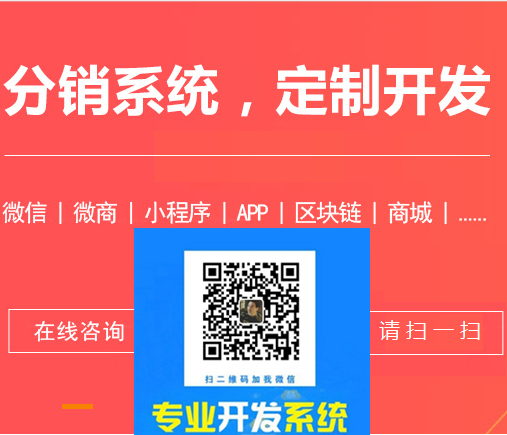 分销系统，定制开发
微信 | 微商 | 小程序 | APP | 区块链 | 商城 | ......
在线咨询
请扫一扫
扫二维码加我微信
专业开发系统